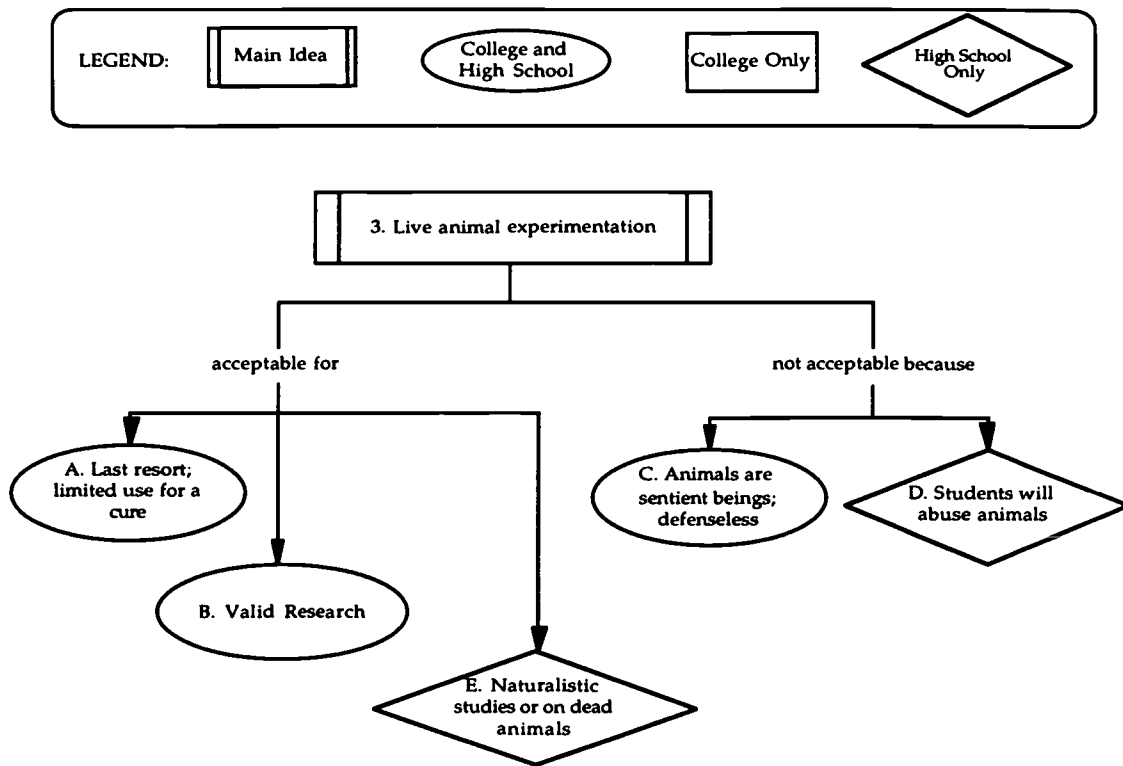 LEGEND:
Main Idea
College and
High School
College Only
High School
Only
3. Live animal experimentation
acceptable for
not acceptable because
A. Last resort;
limited use for a
cure
C. Animals are
sentient beings;
defenseless
D. Students will
abuse animals
B. Valid Research
E. Naturalistic
studies or on dead
animals